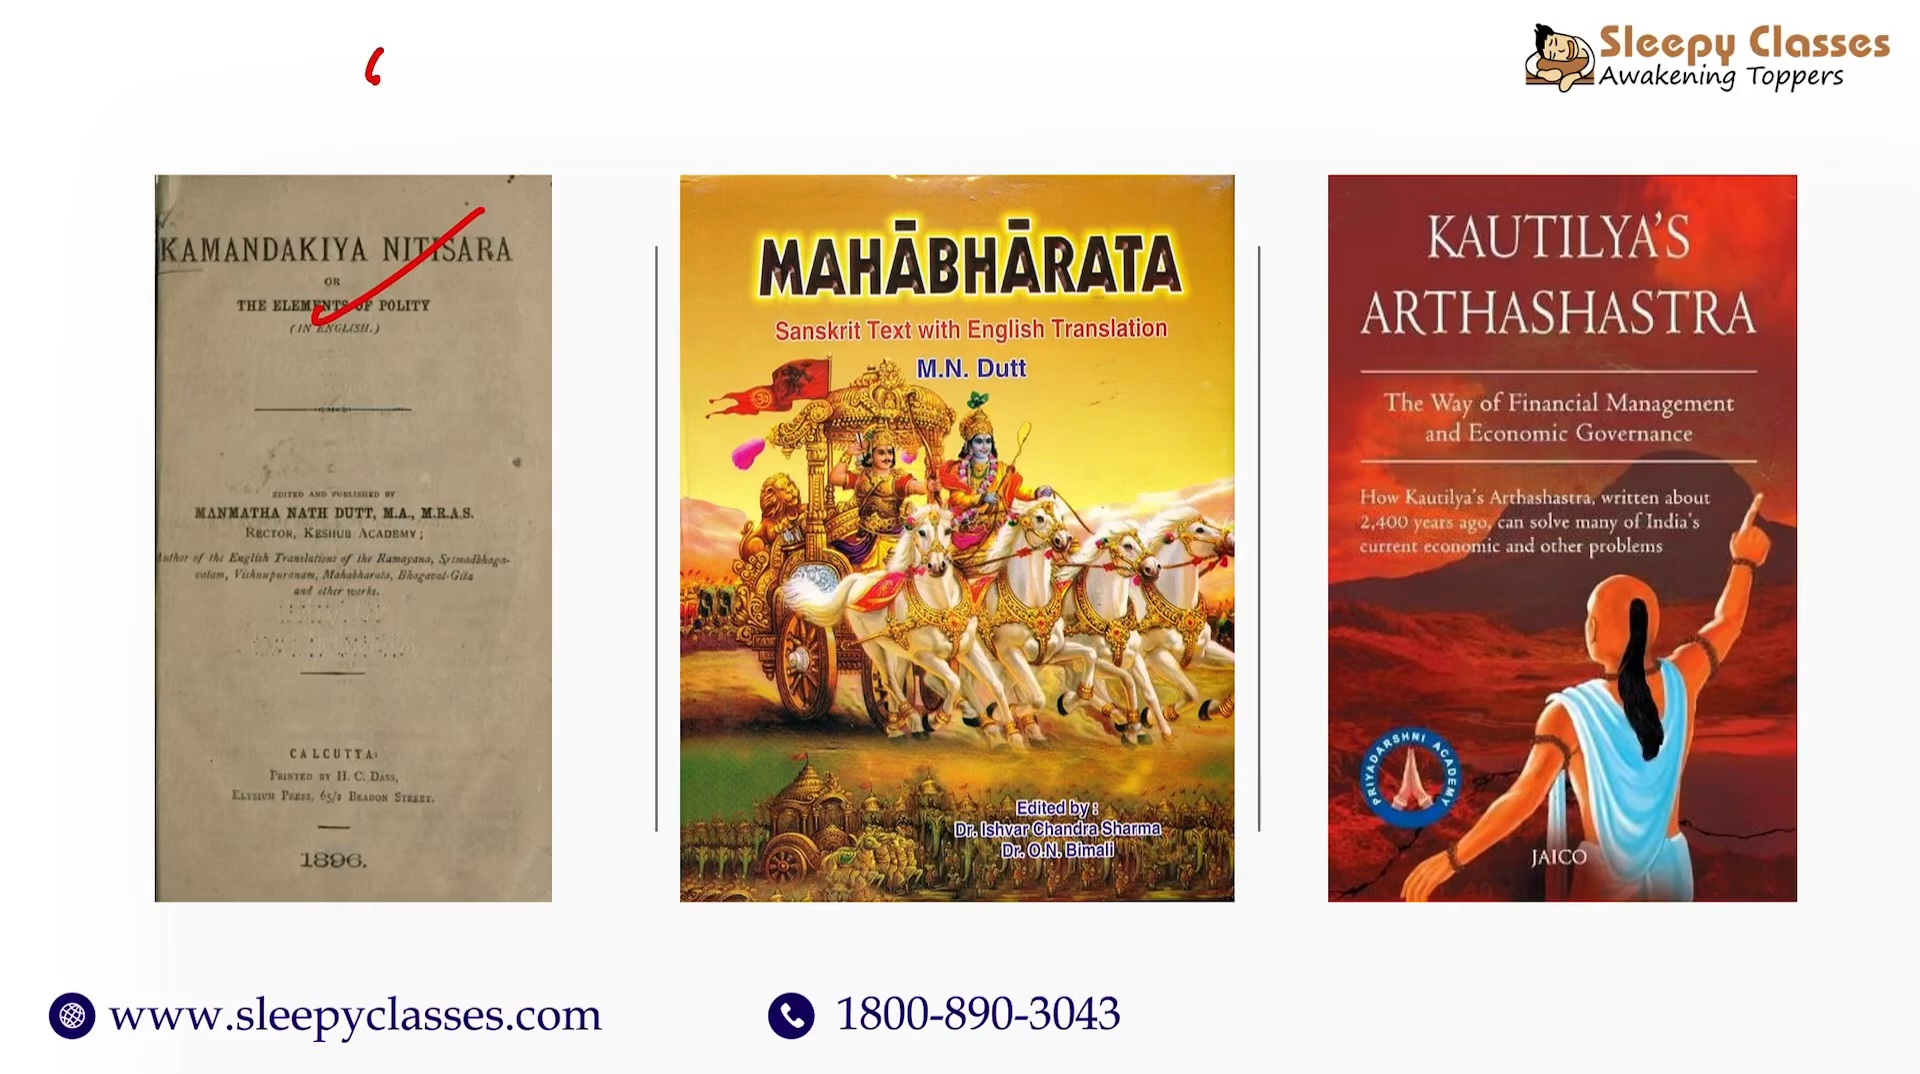 Sleepy Classes
Awakening Toppers
KAMANDAKIYA NITISARA
OR
THE ELEMENTS OF POLITY
(IN ENGLISH.)
EDITED AND PUBLISHED BY
MANMATHA NATH DUTT, M.A., M.R.A.S.
RECTOR, KESHUB ACADEMY;
Author of the English Translations of the Ramayana, Srimadbhaga-
vatam, Vishnupuranam, Mahabharata, Bhagavat-Gita
and other works.
CALCUTTA:
PRINTED BY H. C. DASS,
ELYSIUM PRESS, 65/2 BEADON STREET.
1896.
MAHĀBHĀRATA
Sanskrit Text with English Translation
M.N. Dutt
Edited by :
Dr. Ishvar Chandra Sharma
Dr. O.N. Bimali
KAUTILYA'S
ARTHASHASTRA
The Way of Financial Management
and Economic Governance
How Kautilya's Arthashastra, written about
2,400 years ago, can solve many of India's
current economic and other problems
PRIYADARSHNI ACADEMY
JAICO
www.sleepyclasses.com
1800-890-3043